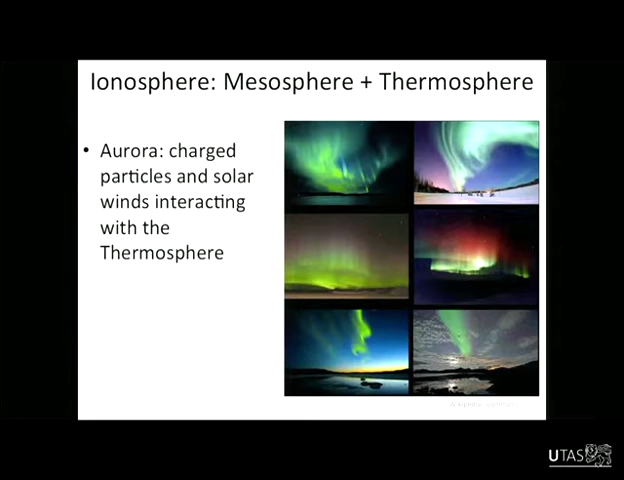 Ionosphere: Mesosphere + Thermosphere
• Aurora: charged
particles and solar
winds interacting
with the
Thermosphere
UTAS